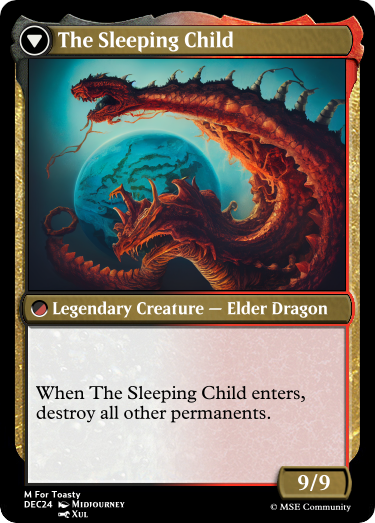 The Sleeping Child
Legendary Creature — Elder Dragon
When The Sleeping Child enters,
destroy all other permanents.
9/9
M For Toasty
DEC24 Midjourney
Xul
© MSE Community